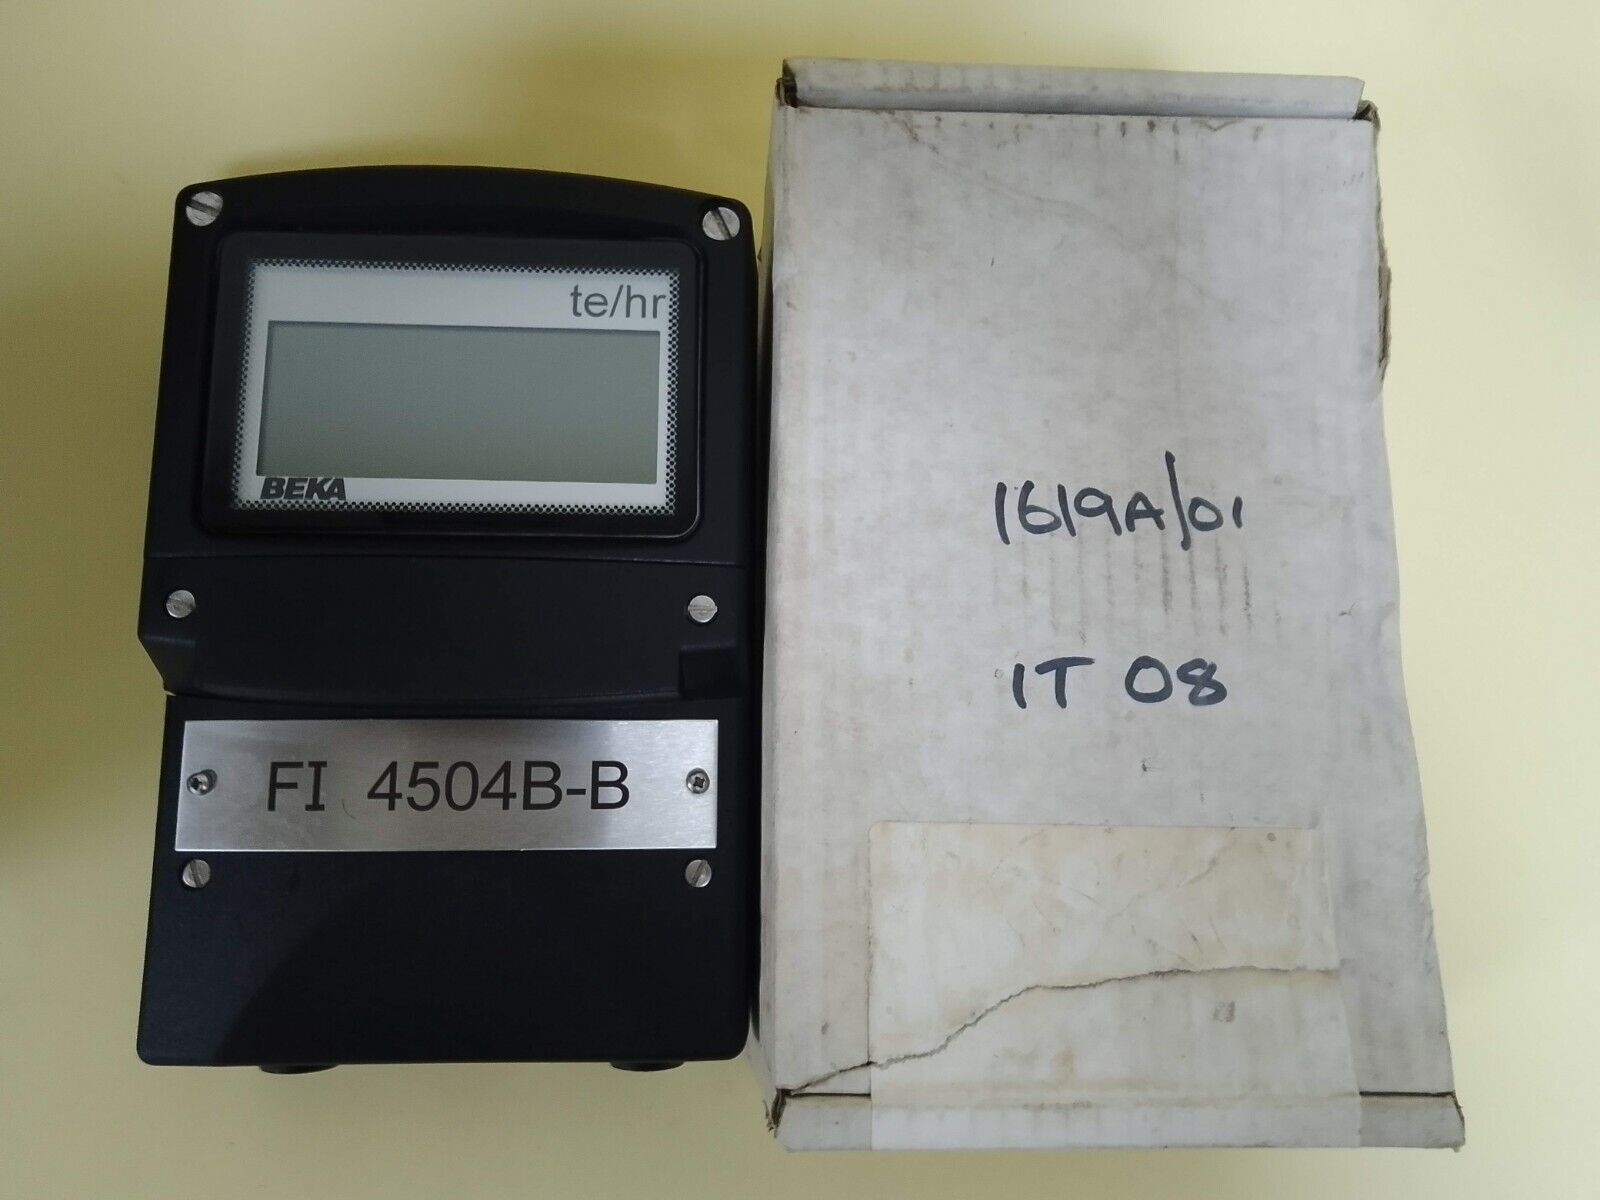 te/hr
BEKA
FI 4504B-B
1619A/01
IT 08